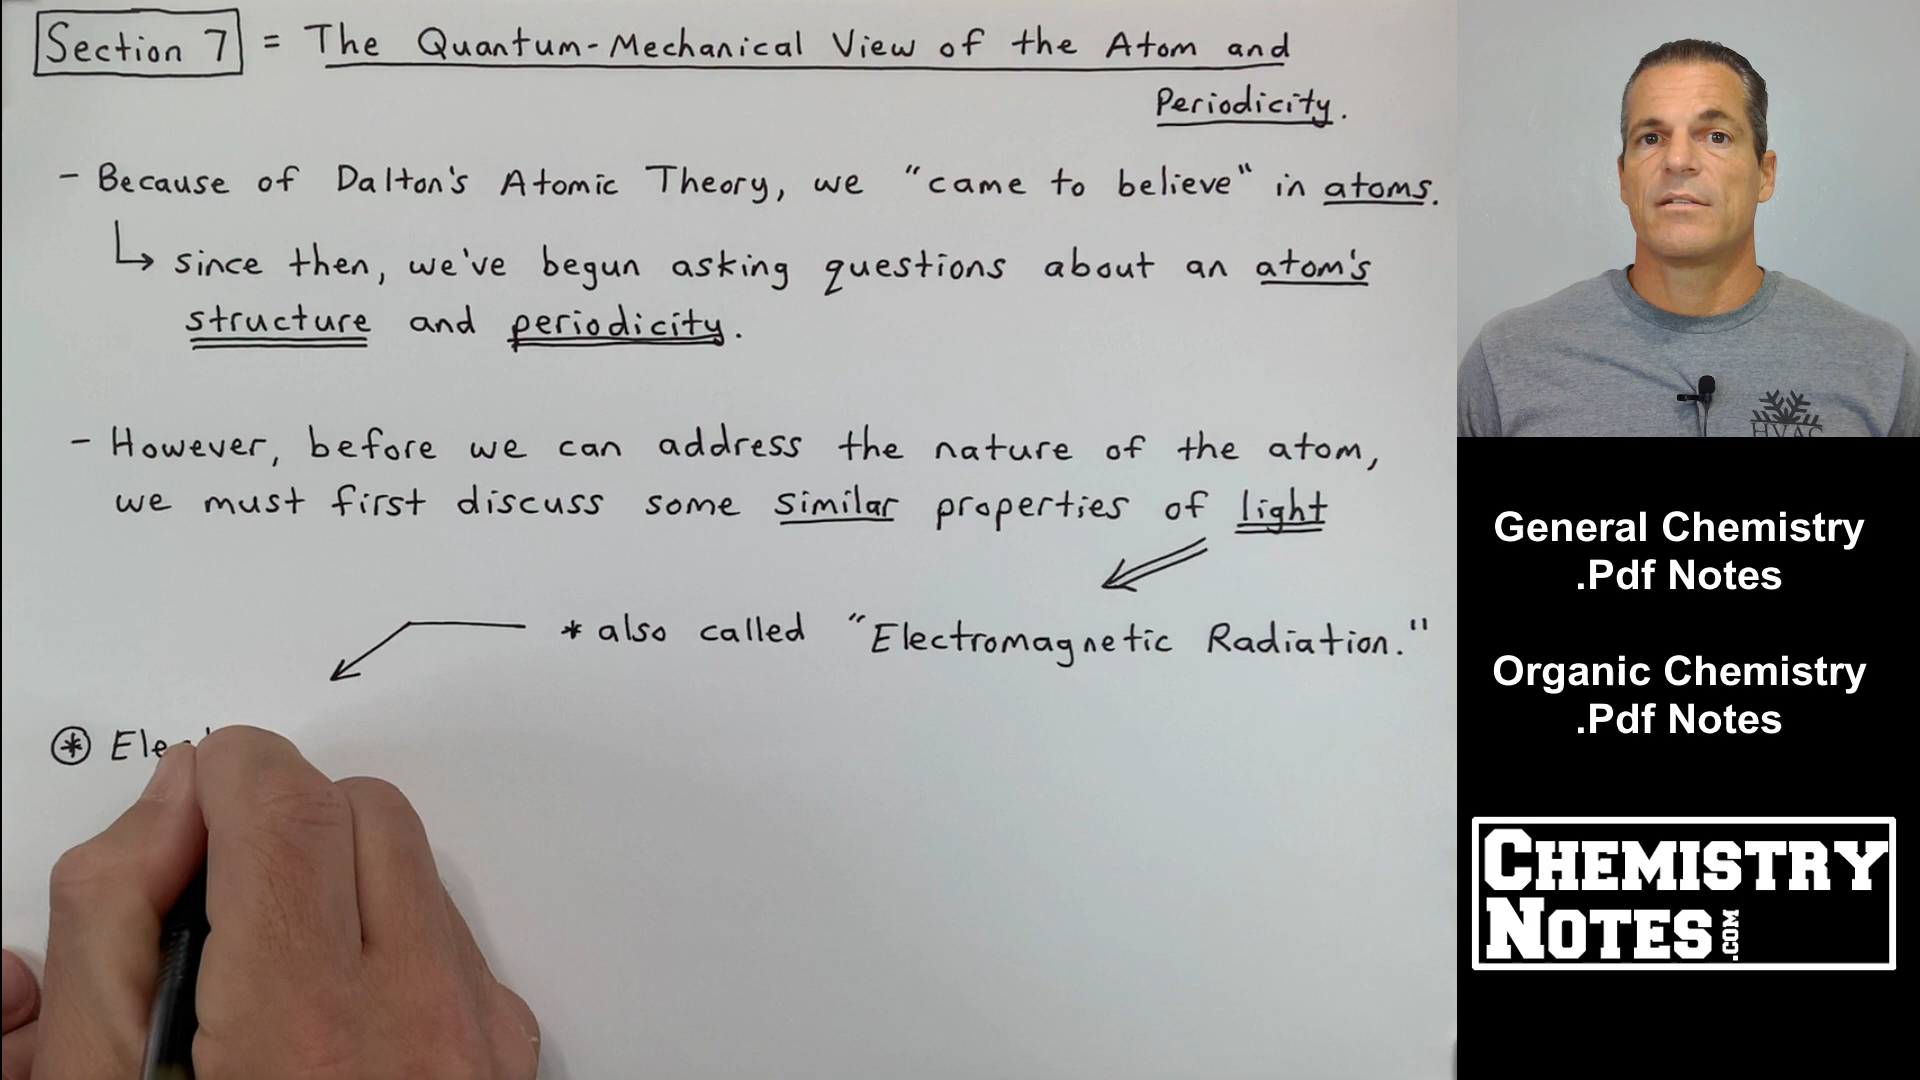 Section 7 = The Quantum-Mechanical View of the Atom and
Periodicity.
- Because of Dalton's Atomic Theory, we "came to believe" in atoms.
↳ since then, we've begun asking questions about an atom's
structure and periodicity.
- However, before we can address the nature of the atom,
we must first discuss some similar properties of light
* also called "Electromagnetic Radiation."
General Chemistry
.Pdf Notes
Organic Chemistry
.Pdf Notes
CHEMISTRY
NOTES.COM
HVAC